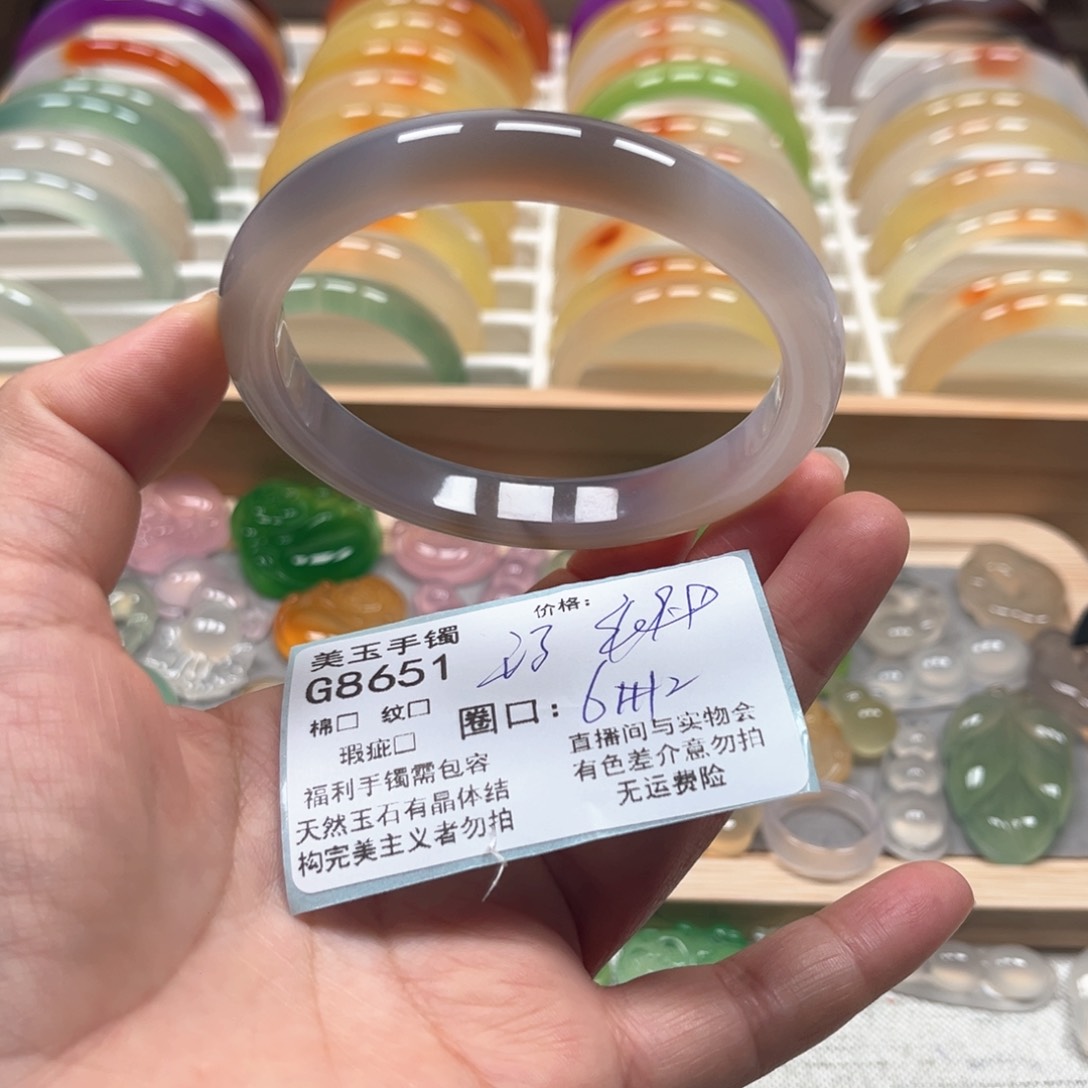 美玉手镯
价格：
G8651
棉□ 纹□
圈口：
瑕疵□
福利手镯需包容
天然玉石有晶体结
构完美主义者勿拍
直播间与实物会
有色差介意勿拍
无运费险